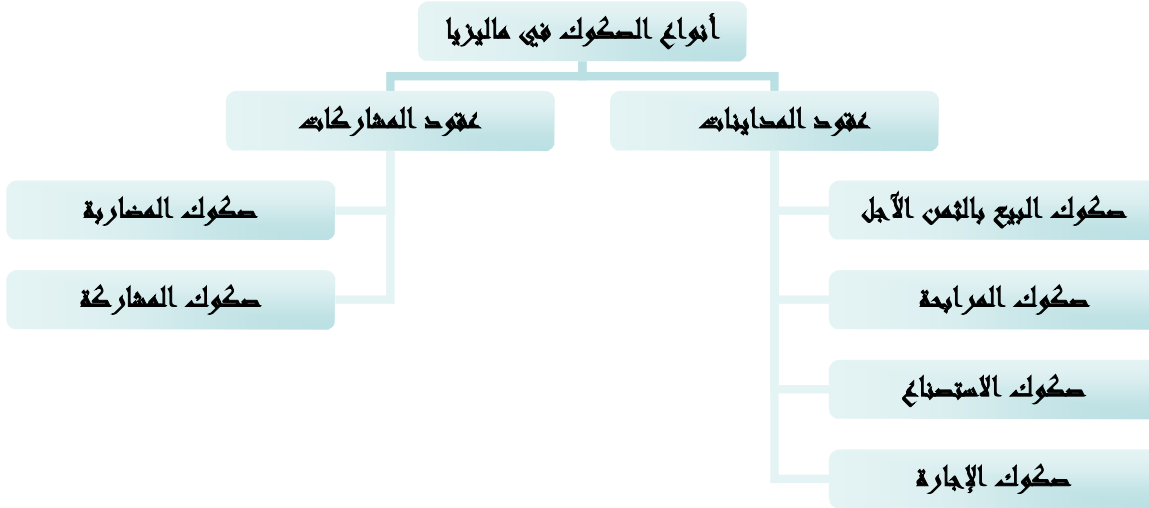 أنواع الصكوك في ماليزيا
عقود المداينات
عقود المشاركات
صكوك البيع بالثمن الآجل
صكوك المرابحة
صكوك الاستصناع
صكوك الإجارة
صكوك المضاربة
صكوك المشاركة